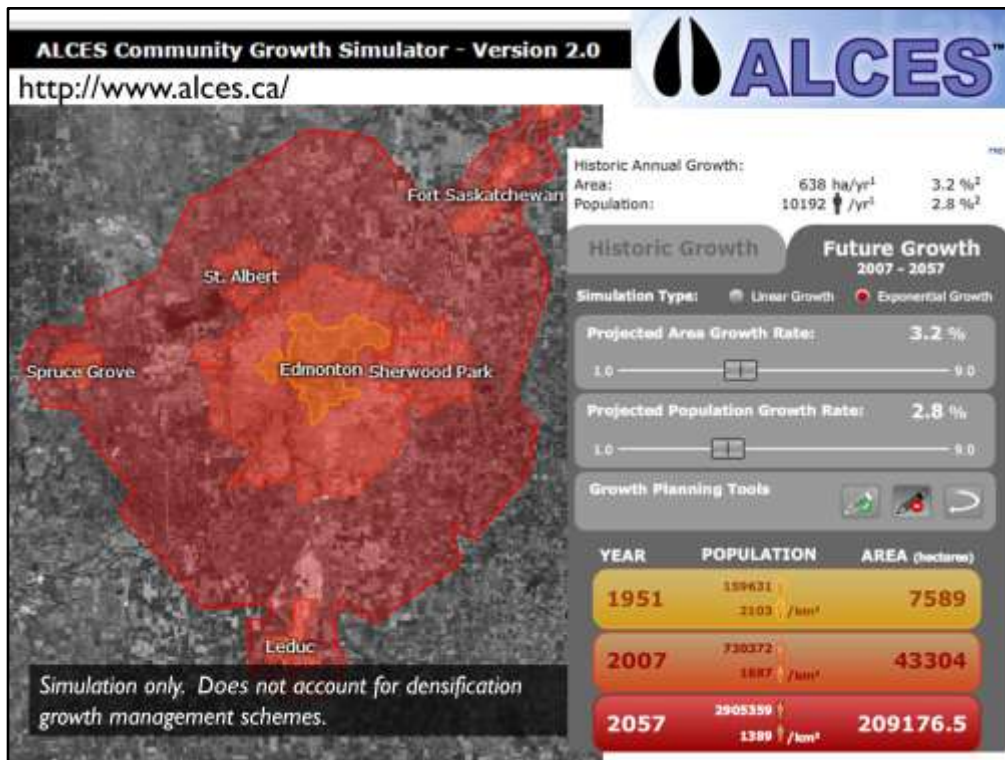 ALCES Community Growth Simulator - Version 2.0
ALCES™
http://www.alces.ca/
Fort Saskatchewan
St. Albert
Spruce Grove
Edmonton
Sherwood Park
Leduc
Simulation only. Does not account for densification
growth management schemes.
Historic Annual Growth:
Area: 638 ha/yr¹ 3.2 %²
Population: 10192 /yr¹ 2.8 %²
Historic Growth
Future Growth
2007 - 2057
Simulation Type: Linear Growth Exponential Growth
Projected Area Growth Rate: 3.2 %
1.0 9.0
Projected Population Growth Rate: 2.8 %
1.0 9.0
Growth Planning Tools
YEAR POPULATION AREA (hectares)
1951 159631 7589
2103 /km²
2007 730372 43304
1687 /km²
2057 2905359 209176.5
1389 /km²